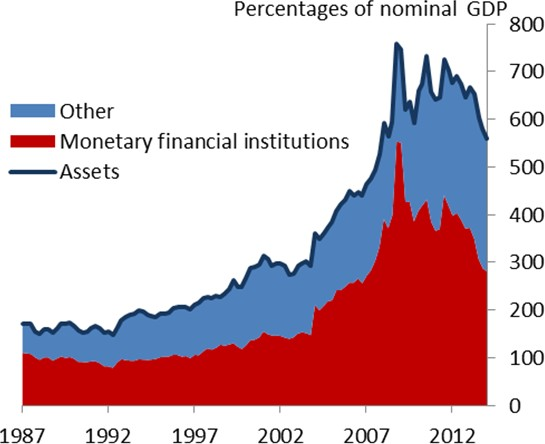 Percentages of nominal GDP
800
700
600
500
400
300
200
100
0
Other
Monetary financial institutions
Assets
1987 1992 1997 2002 2007 2012